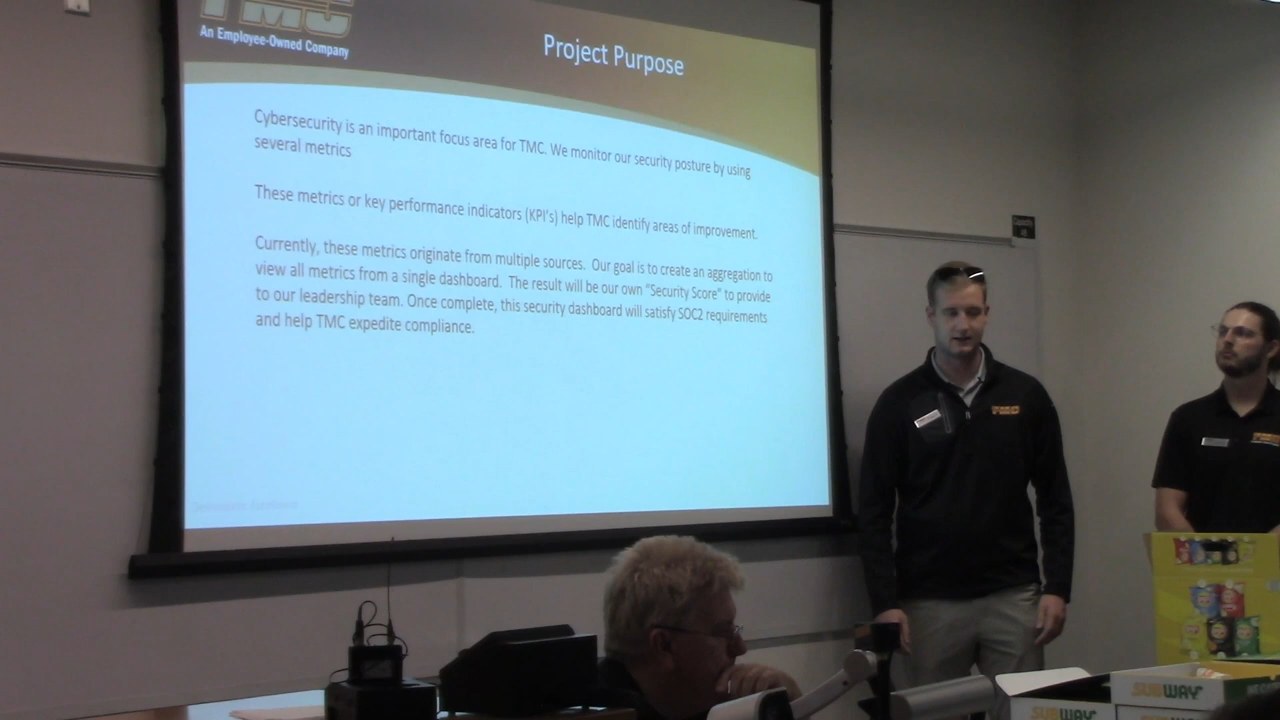 TMC
An Employee-Owned Company
Project Purpose
Cybersecurity is an important focus area for TMC. We monitor our security posture by using
several metrics
These metrics or key performance indicators (KPI's) help TMC identify areas of improvement.
Currently, these metrics originate from multiple sources. Our goal is to create an aggregation to
view all metrics from a single dashboard. The result will be our own "Security Score" to provide
to our leadership team. Once complete, this security dashboard will satisfy SOC2 requirements
and help TMC expedite compliance.
TMC
SUBWAY
SUBWAY